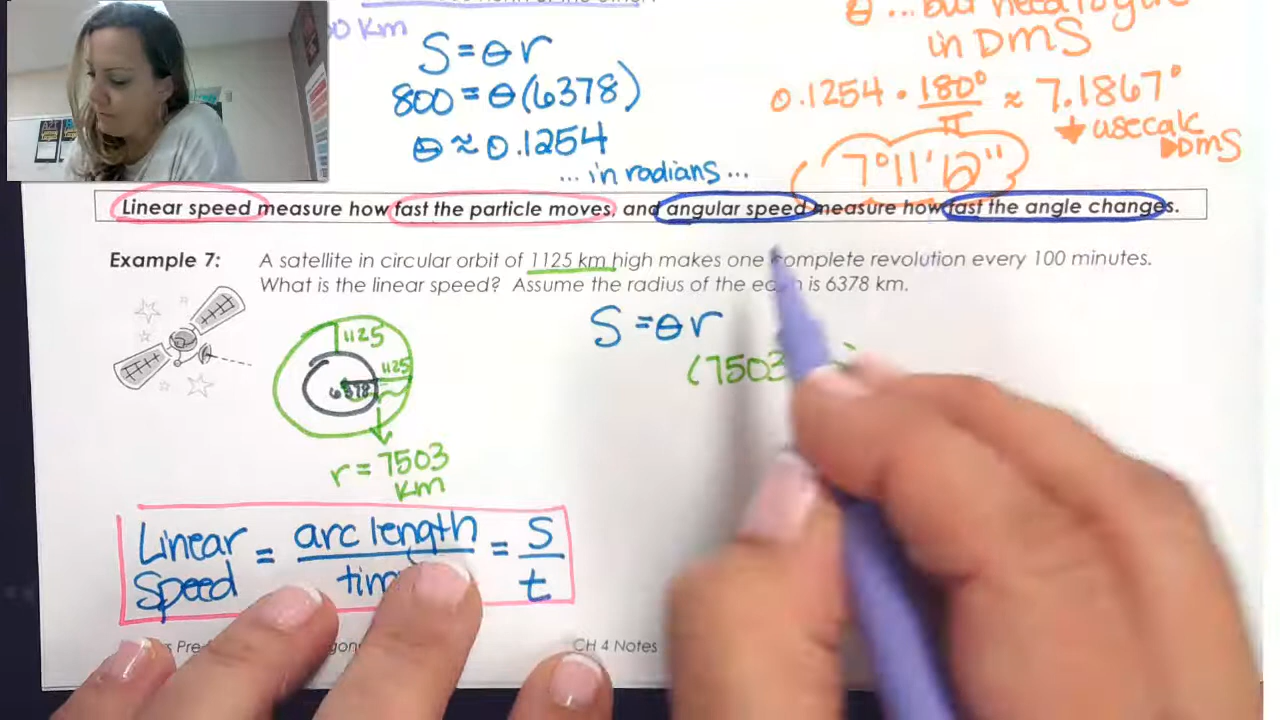 00 Km
S = θr
800 = θ(6378)
θ ≈ 0.1254
... in radians ...
θ ... but need to give
in DMS
0.1254 • 180°/π ≈ 7.1867°
use calc
▶DMS
7°11'12"
Linear speed measure how fast the particle moves, and angular speed measure how fast the angle changes.
Example 7: A satellite in circular orbit of 1125 km high makes one complete revolution every 100 minutes.
What is the linear speed? Assume the radius of the earth is 6378 km.
1125
1125
6378
r = 7503
km
S = θr
(7503
Linear Speed = arc length / time = S / t
CH 4 Notes